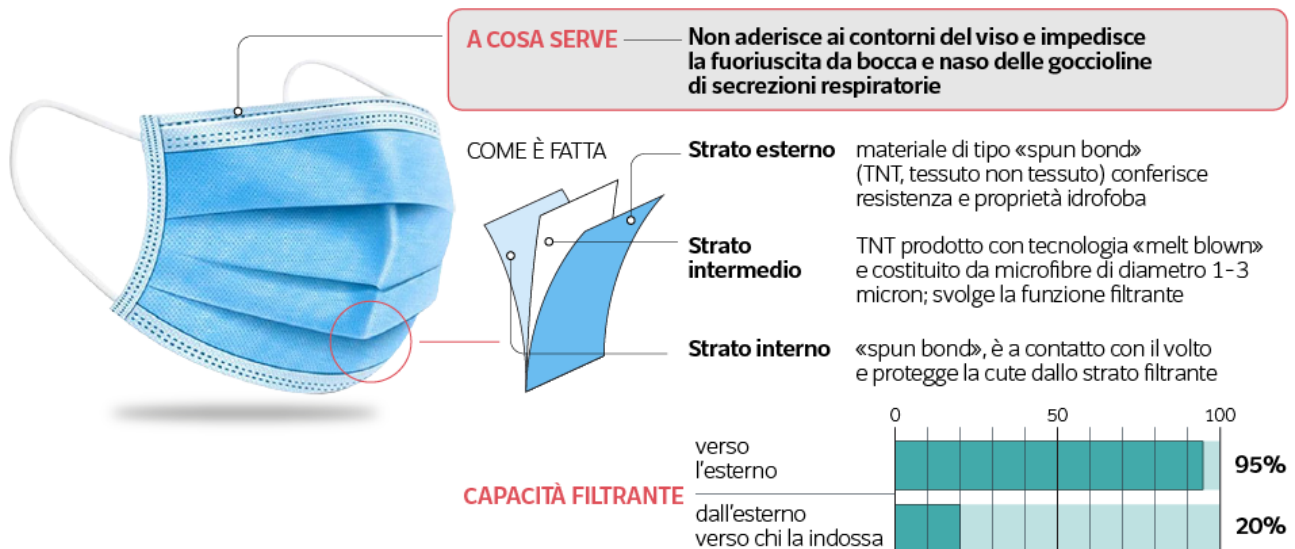 A COSA SERVE
Non aderisce ai contorni del viso e impedisce
la fuoriuscita da bocca e naso delle goccioline
di secrezioni respiratorie
COME È FATTA
Strato esterno
materiale di tipo «spun bond»
(TNT, tessuto non tessuto) conferisce
resistenza e proprietà idrofoba
Strato
intermedio
TNT prodotto con tecnologia «melt blown»
e costituito da microfibre di diametro 1-3
micron; svolge la funzione filtrante
Strato interno
«spun bond», è a contatto con il volto
e protegge la cute dallo strato filtrante
0 50 100
CAPACITÀ FILTRANTE
verso
l'esterno
95%
dall'esterno
verso chi la indossa
20%